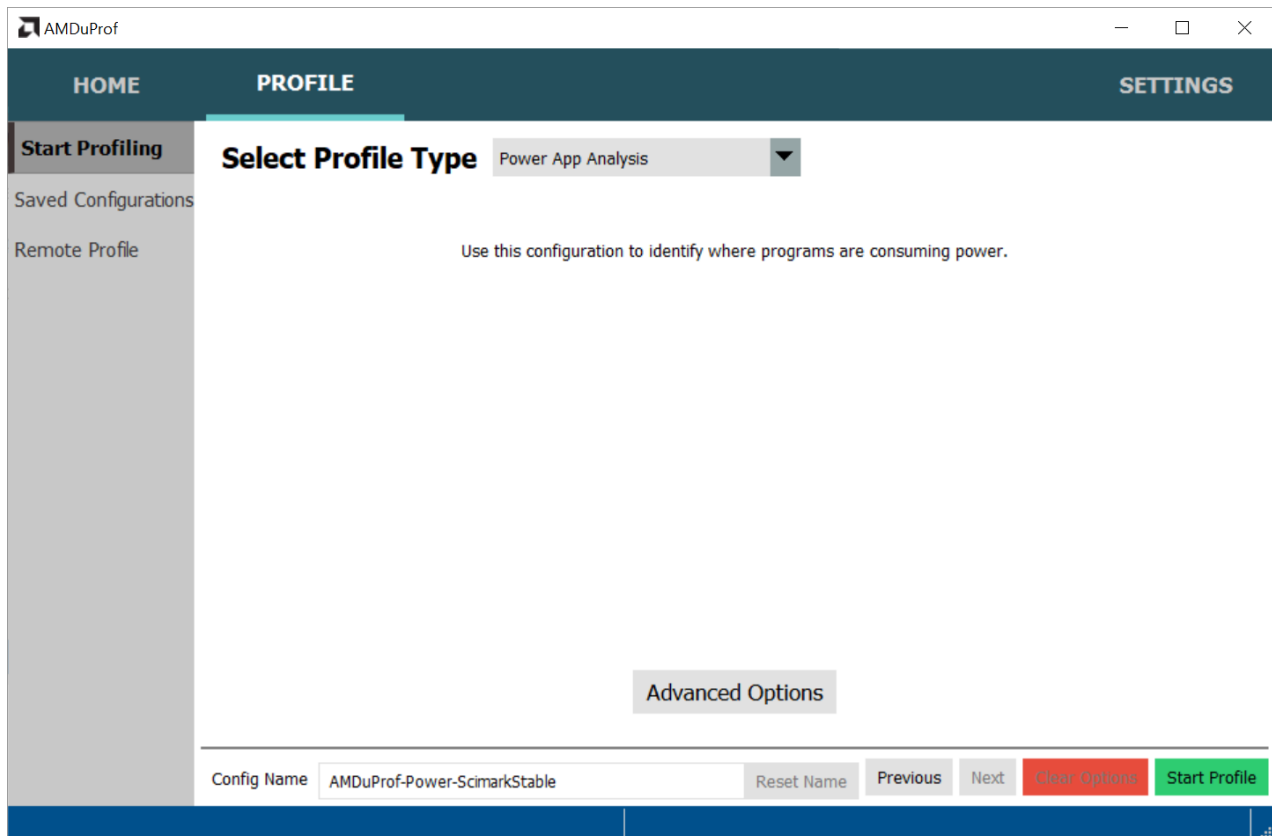 AMDuProf
HOME PROFILE SETTINGS
Start Profiling
Saved Configurations
Remote Profile
Select Profile Type Power App Analysis
Use this configuration to identify where programs are consuming power.
Advanced Options
Config Name AMDuProf-Power-ScimarkStable Reset Name Previous Next Clear Options Start Profile